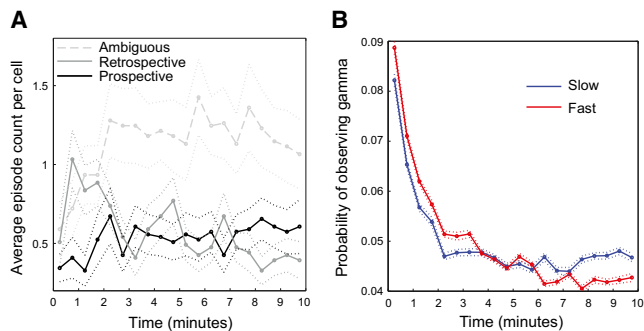 A
Average episode count per cell
1.5
1
0.5
Ambiguous
Retrospective
Prospective
0 1 2 3 4 5 6 7 8 9 10
Time (minutes)
B
Probability of observing gamma
0.09
0.08
0.07
0.06
0.05
0.04
Slow
Fast
0 1 2 3 4 5 6 7 8 9 10
Time (minutes)